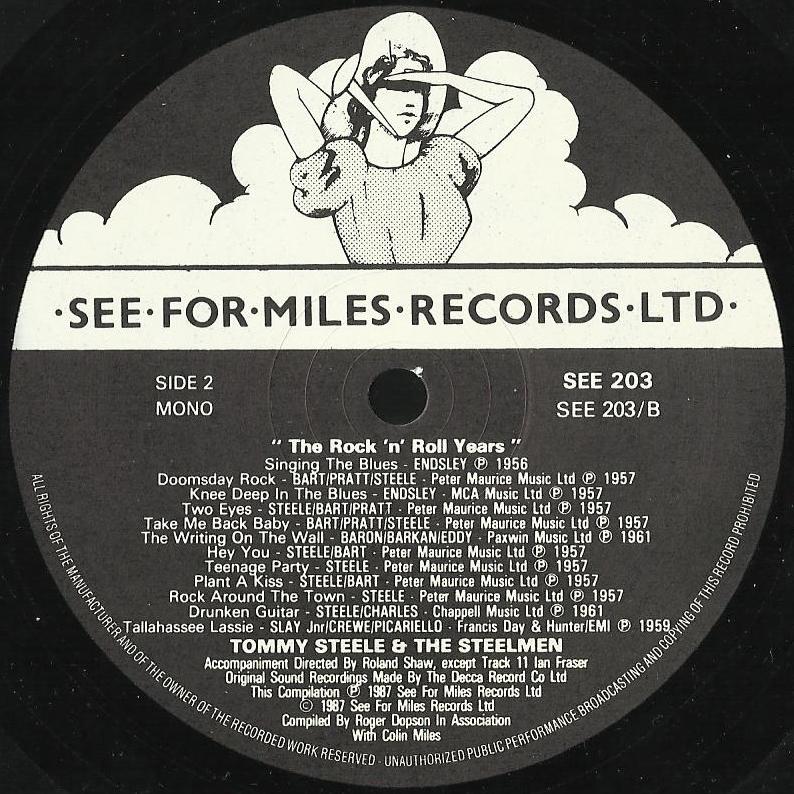 ·SEE·FOR·MILES·RECORDS·LTD·
SIDE 2
MONO
SEE 203
SEE 203/B
" The Rock 'n' Roll Years "
Singing The Blues - ENDSLEY ℗ 1956
Doomsday Rock - BART/PRATT/STEELE - Peter Maurice Music Ltd ℗ 1957
Knee Deep In The Blues - ENDSLEY - MCA Music Ltd ℗ 1957
Two Eyes - STEELE/BART/PRATT - Peter Maurice Music Ltd ℗ 1957
Take Me Back Baby - BART/PRATT/STEELE - Peter Maurice Music Ltd ℗ 1957
The Writing On The Wall - BARON/BARKAN/EDDY - Paxwin Music Ltd ℗ 1961
Hey You - STEELE/BART - Peter Maurice Music Ltd ℗ 1957
Teenage Party - STEELE - Peter Maurice Music Ltd ℗ 1957
Plant A Kiss - STEELE/BART - Peter Maurice Music Ltd ℗ 1957
Rock Around The Town - STEELE - Peter Maurice Music Ltd ℗ 1957
Drunken Guitar - STEELE/CHARLES - Chappell Music Ltd ℗ 1961
Tallahassee Lassie - SLAY Jnr/CREWE/PICARIELLO - Francis Day & Hunter/EMI ℗ 1959
TOMMY STEELE & THE STEELMEN
Accompaniment Directed By Roland Shaw, except Track 11 Ian Fraser
Original Sound Recordings Made By The Decca Record Co Ltd
This Compilation ℗ 1987 See For Miles Records Ltd
© 1987 See For Miles Records Ltd
Compiled By Roger Dopson In Association
With Colin Miles
ALL RIGHTS OF THE MANUFACTURER AND OF THE OWNER OF THE RECORDED WORK RESERVED - UNAUTHORIZED PUBLIC PERFORMANCE BROADCASTING AND COPYING OF THIS RECORD PROHIBITED